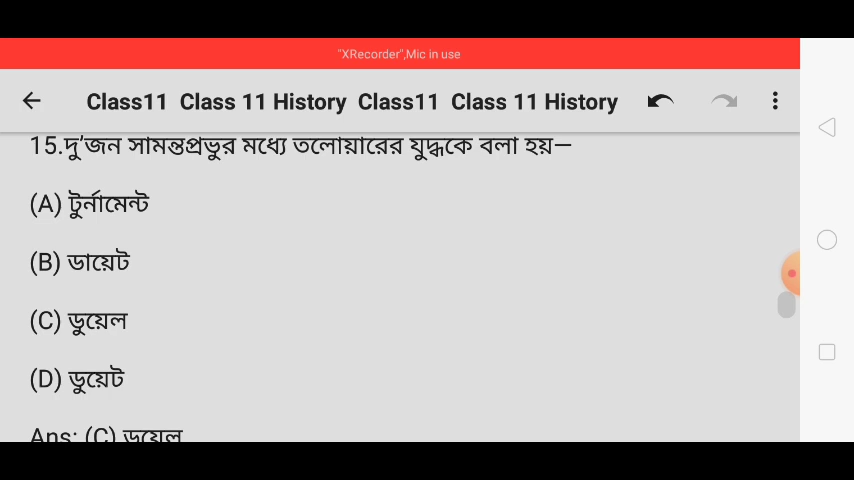 "XRecorder",Mic in use
Class11 Class 11 History Class11 Class 11 History
15.দু'জন সামন্তপ্রভুর মধ্যে তলোয়ারের যুদ্ধকে বলা হয়—
(A) টুর্নামেন্ট
(B) ডায়েট
(C) ডুয়েল
(D) ডুয়েট
Ans: (C) ডুয়েল